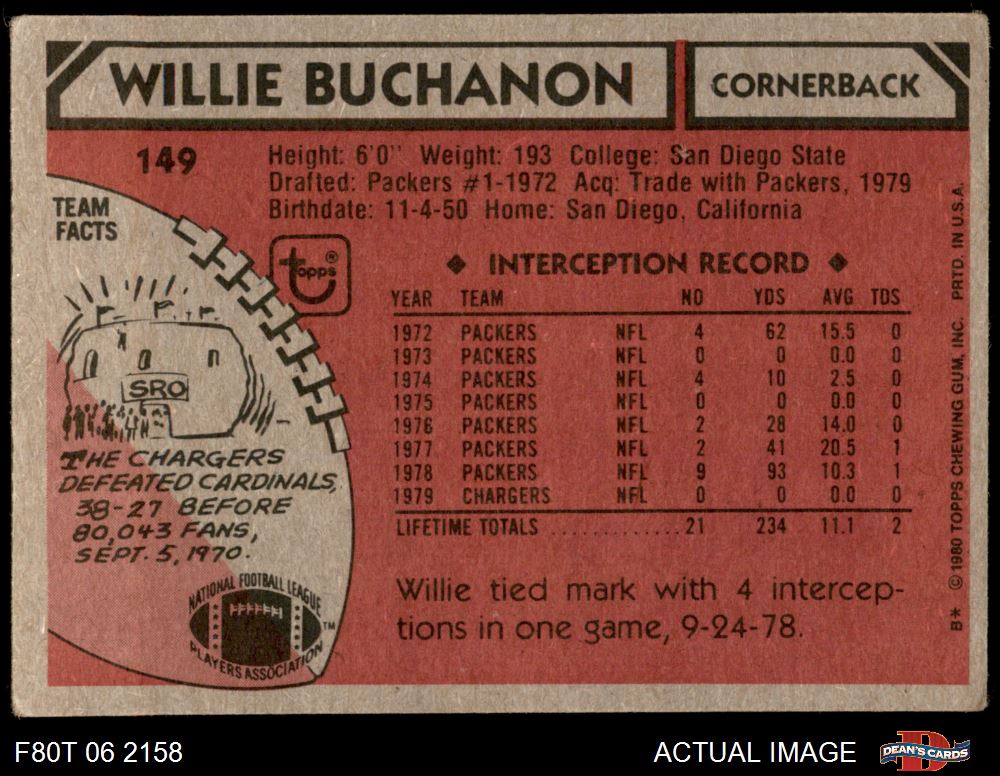 WILLIE BUCHANON
CORNERBACK
149
Height: 6'0" Weight: 193 College: San Diego State
Drafted: Packers #1-1972 Acq: Trade with Packers, 1979
Birthdate: 11-4-50 Home: San Diego, California
TEAM
FACTS
topps®
SRO
THE CHARGERS
DEFEATED CARDINALS,
38-27 BEFORE
80,043 FANS,
SEPT. 5, 1970.
NATIONAL FOOTBALL LEAGUE
PLAYERS ASSOCIATION
TM
◆ INTERCEPTION RECORD ◆
YEAR TEAM NO YDS AVG TDS
1972 PACKERS NFL 4 62 15.5 0
1973 PACKERS NFL 0 0 0.0 0
1974 PACKERS NFL 4 10 2.5 0
1975 PACKERS NFL 0 0 0.0 0
1976 PACKERS NFL 2 28 14.0 0
1977 PACKERS NFL 2 41 20.5 1
1978 PACKERS NFL 9 93 10.3 1
1979 CHARGERS NFL 0 0 0.0 0
LIFETIME TOTALS .............21 234 11.1 2
Willie tied mark with 4 intercep-
tions in one game, 9-24-78.
B* © 1980 TOPPS CHEWING GUM, INC. PRTD. IN U.S.A.
F80T 06 2158
ACTUAL IMAGE
D
DEAN'S CARDS